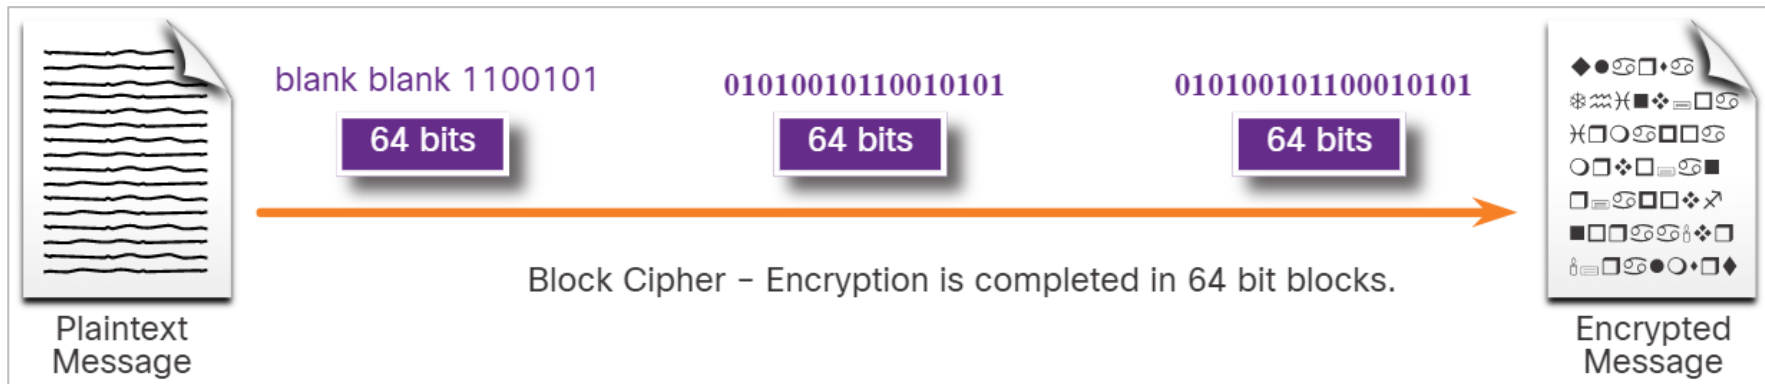 blank blank 1100101
01010010110010101
010100101100010101
64 bits
64 bits
64 bits
Block Cipher – Encryption is completed in 64 bit blocks.
Plaintext
Message
Encrypted
Message